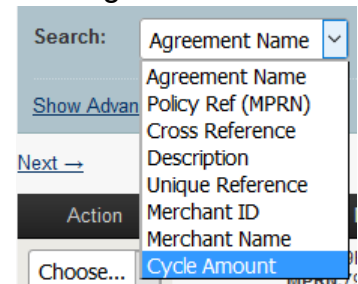 Search: Agreement Name
Agreement Name
Show Advan Policy Ref (MPRN)
Cross Reference
Next → Description
Unique Reference
Action Merchant ID
Merchant Name
Choose... Cycle Amount